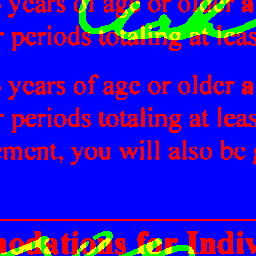 years of age or older a
periods totaling at leas
years of age or older a
periods totaling at leas
ement, you will also be
modations for Indiv